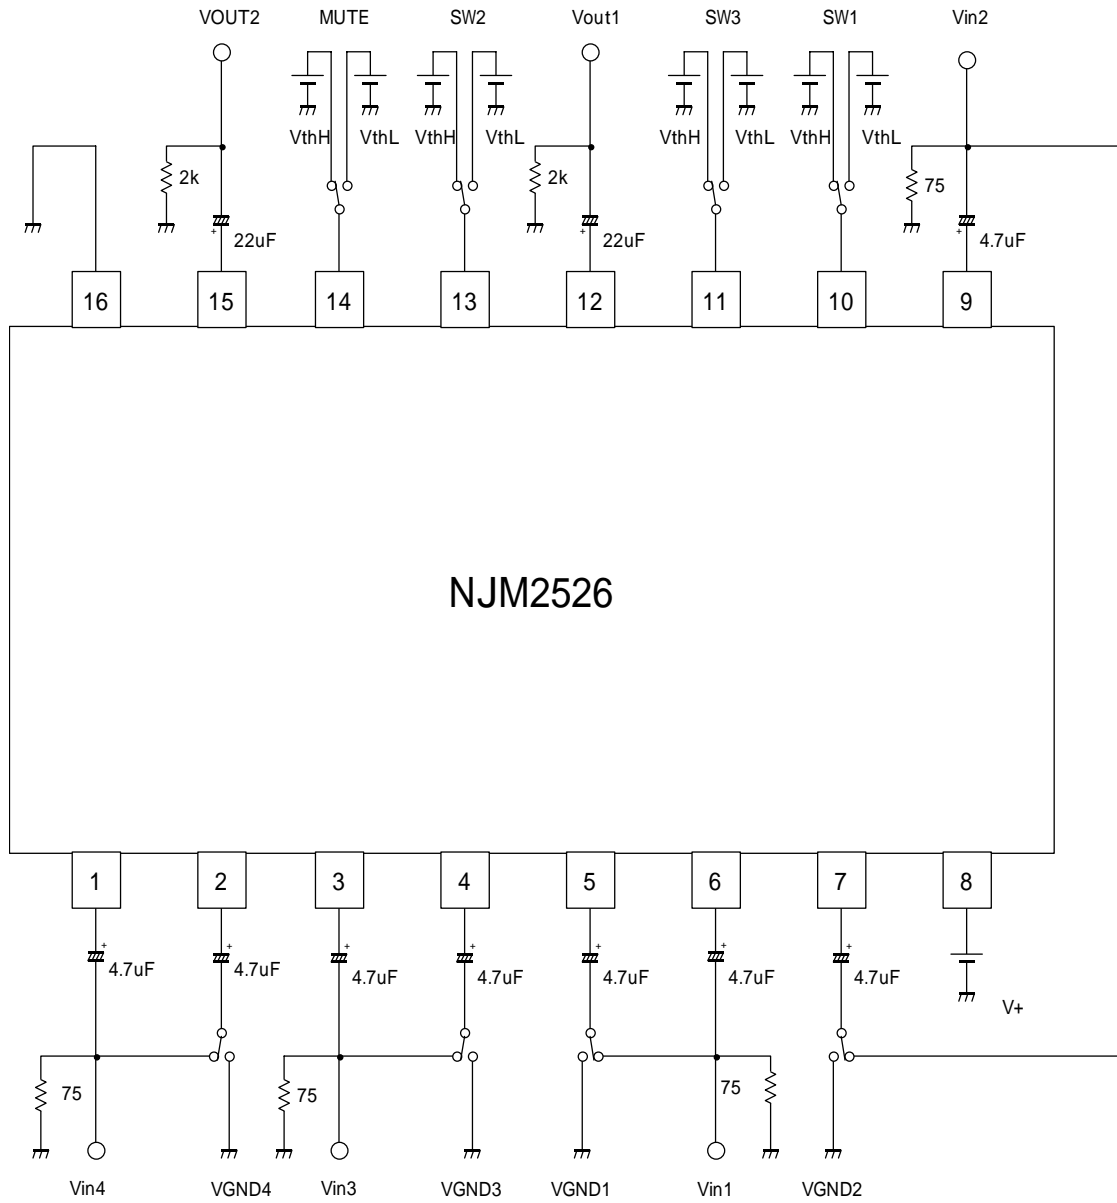 VOUT2 MUTE SW2 Vout1 SW3 SW1 Vin2
VthH VthL VthH VthL VthH VthL VthH VthL
2k 2k 75
+ 22uF + 22uF + 4.7uF
16 15 14 13 12 11 10 9
NJM2526
1 2 3 4 5 6 7 8
+ + + + + + +
4.7uF 4.7uF 4.7uF 4.7uF 4.7uF 4.7uF 4.7uF
V+
75 75 75
Vin4 VGND4 Vin3 VGND3 VGND1 Vin1 VGND2